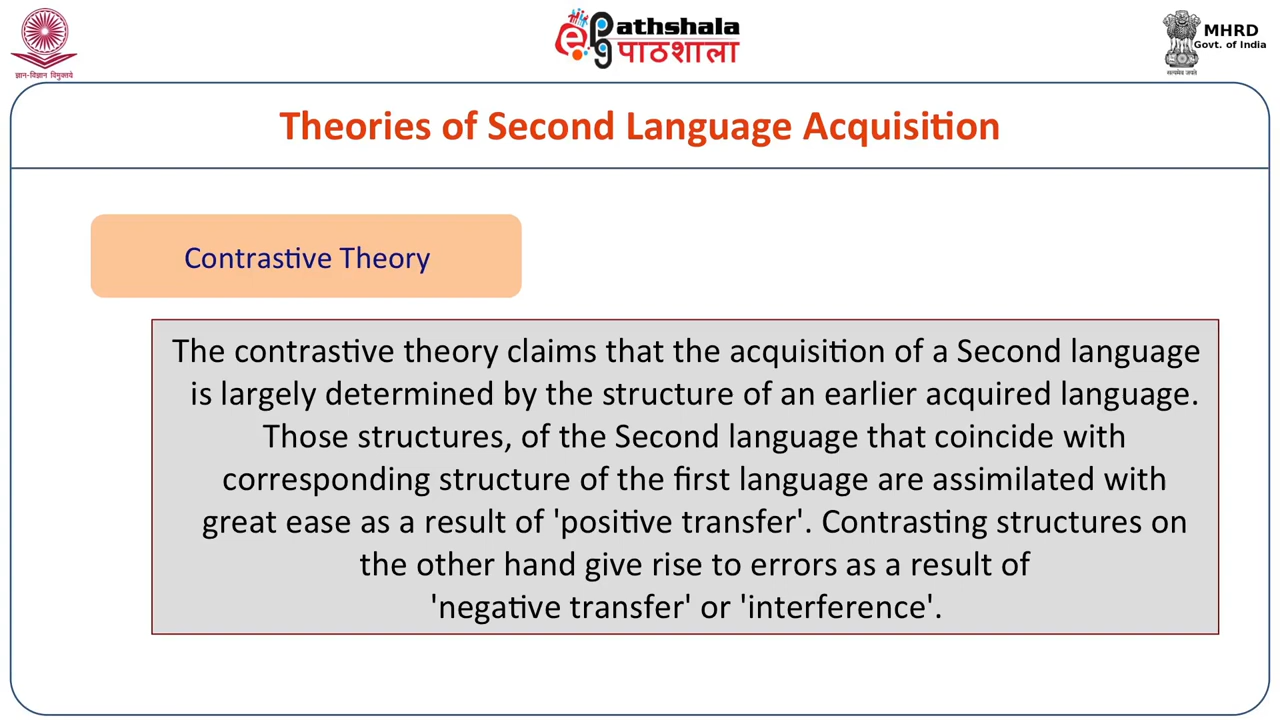 ज्ञान-विज्ञान विमुक्तये
e Pathshala
पाठशाला
MHRD
Govt. of India
सत्यमेव जयते
Theories of Second Language Acquisition
Contrastive Theory
The contrastive theory claims that the acquisition of a Second language
is largely determined by the structure of an earlier acquired language.
Those structures, of the Second language that coincide with
corresponding structure of the first language are assimilated with
great ease as a result of 'positive transfer'. Contrasting structures on
the other hand give rise to errors as a result of
'negative transfer' or 'interference'.